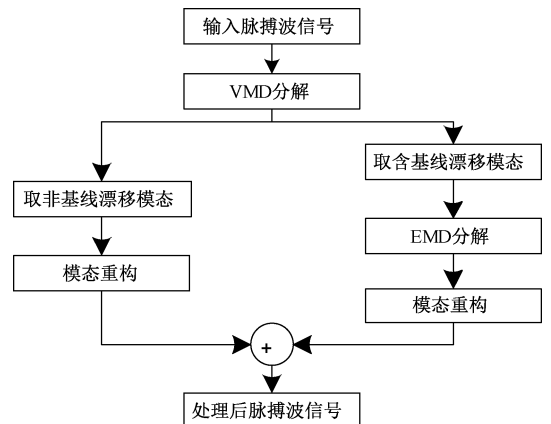 输入脉搏波信号
VMD分解
取含基线漂移模态
取非基线漂移模态
EMD分解
模态重构
模态重构
+
处理后脉搏波信号